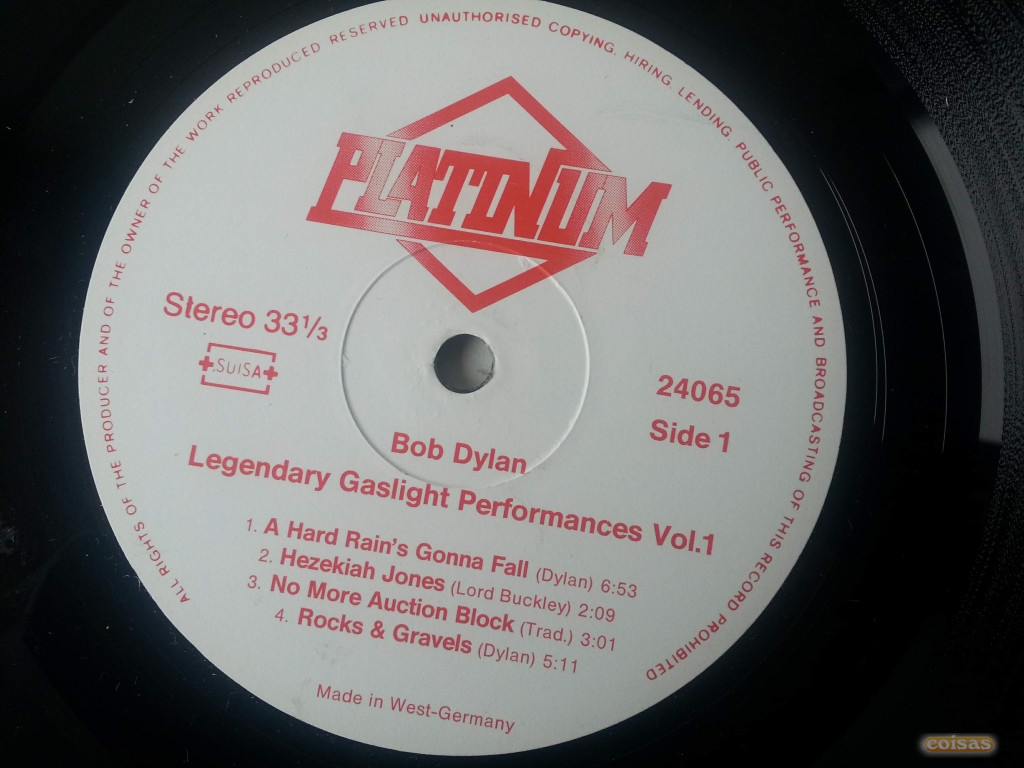 ALL RIGHTS OF THE PRODUCER AND OF THE OWNER OF THE WORK REPRODUCED RESERVED UNAUTHORISED COPYING, HIRING, LENDING, PUBLIC PERFORMANCE AND BROADCASTING OF THIS RECORD PROHIBITED
PLATINUM
Stereo 33 1/3
SUISA
24065
Side 1
Bob Dylan
Legendary Gaslight Performances Vol.1
1. A Hard Rain's Gonna Fall (Dylan) 6:53
2. Hezekiah Jones (Lord Buckley) 2:09
3. No More Auction Block (Trad.) 3:01
4. Rocks & Gravels (Dylan) 5:11
Made in West-Germany
coisas